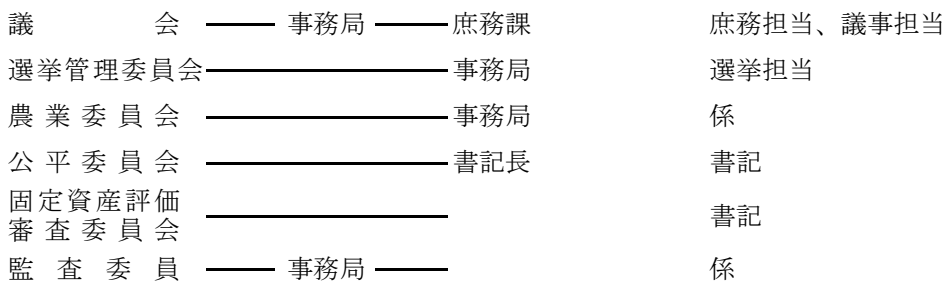 議会 事務局 庶務課 庶務担当、議事担当
選挙管理委員会 事務局 選挙担当
農業委員会 事務局 係
公平委員会 書記長 書記
固定資産評価
審査委員会 書記
監査委員 事務局 係